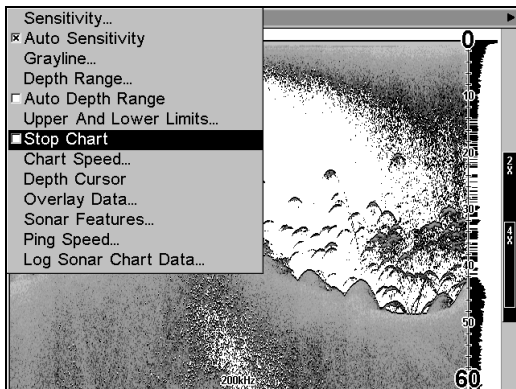 Sensitivity...
Auto Sensitivity
Grayline...
Depth Range...
Auto Depth Range
Upper And Lower Limits...
Stop Chart
Chart Speed...
Depth Cursor
Overlay Data...
Sonar Features...
Ping Speed...
Log Sonar Chart Data...
0
10
20
30
50
60
2X
4X
200kHz